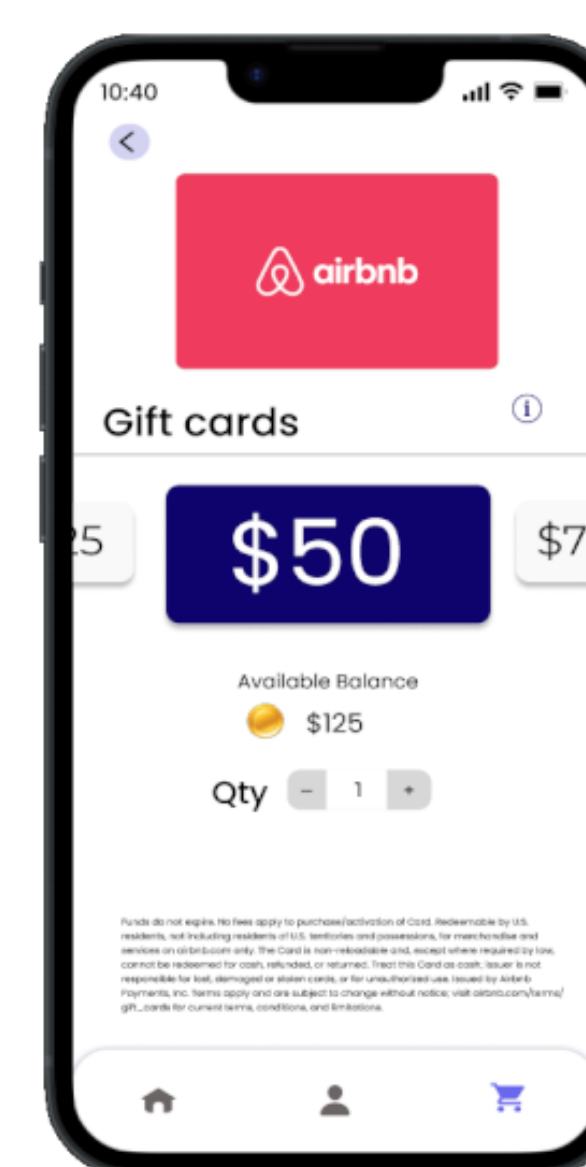 10:40
airbnb
Gift cards
25
$50
$7
Available Balance
$125
Qty - 1 +
Funds do not expire. No fees apply to purchase/activation of Card. Redeemable by U.S.
residents, not including residents of U.S. territories and possessions, for merchandise and
services on airbnb.com only. The Card is non-reloadable and, except where required by law,
cannot be redeemed for cash, refunded, or returned. Treat this Card as cash; issuer is not
responsible for lost, damaged or stolen cards, or for unauthorized use. Issued by Airbnb
Payments, Inc. Terms apply and are subject to change without notice; visit airbnb.com/terms/
gift_cards for current terms, conditions, and limitations.